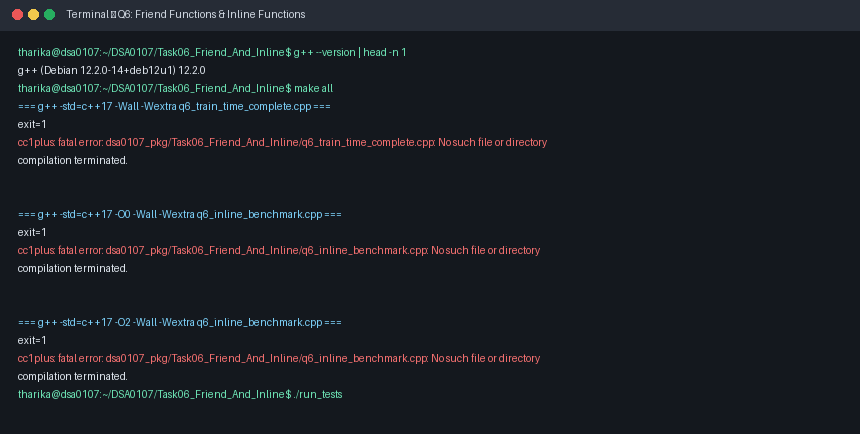 Terminal Q6: Friend Functions & Inline Functions
tharika@dsa0107:~/DSA0107/Task06_Friend_And_Inline$ g++ --version | head -n 1
g++ (Debian 12.2.0-14+deb12u1) 12.2.0
tharika@dsa0107:~/DSA0107/Task06_Friend_And_Inline$ make all
=== g++ -std=c++17 -Wall -Wextra q6_train_time_complete.cpp ===
exit=1
cc1plus: fatal error: dsa0107_pkg/Task06_Friend_And_Inline/q6_train_time_complete.cpp: No such file or directory
compilation terminated.
=== g++ -std=c++17 -O0 -Wall -Wextra q6_inline_benchmark.cpp ===
exit=1
cc1plus: fatal error: dsa0107_pkg/Task06_Friend_And_Inline/q6_inline_benchmark.cpp: No such file or directory
compilation terminated.
=== g++ -std=c++17 -O2 -Wall -Wextra q6_inline_benchmark.cpp ===
exit=1
cc1plus: fatal error: dsa0107_pkg/Task06_Friend_And_Inline/q6_inline_benchmark.cpp: No such file or directory
compilation terminated.
tharika@dsa0107:~/DSA0107/Task06_Friend_And_Inline$ ./run_tests